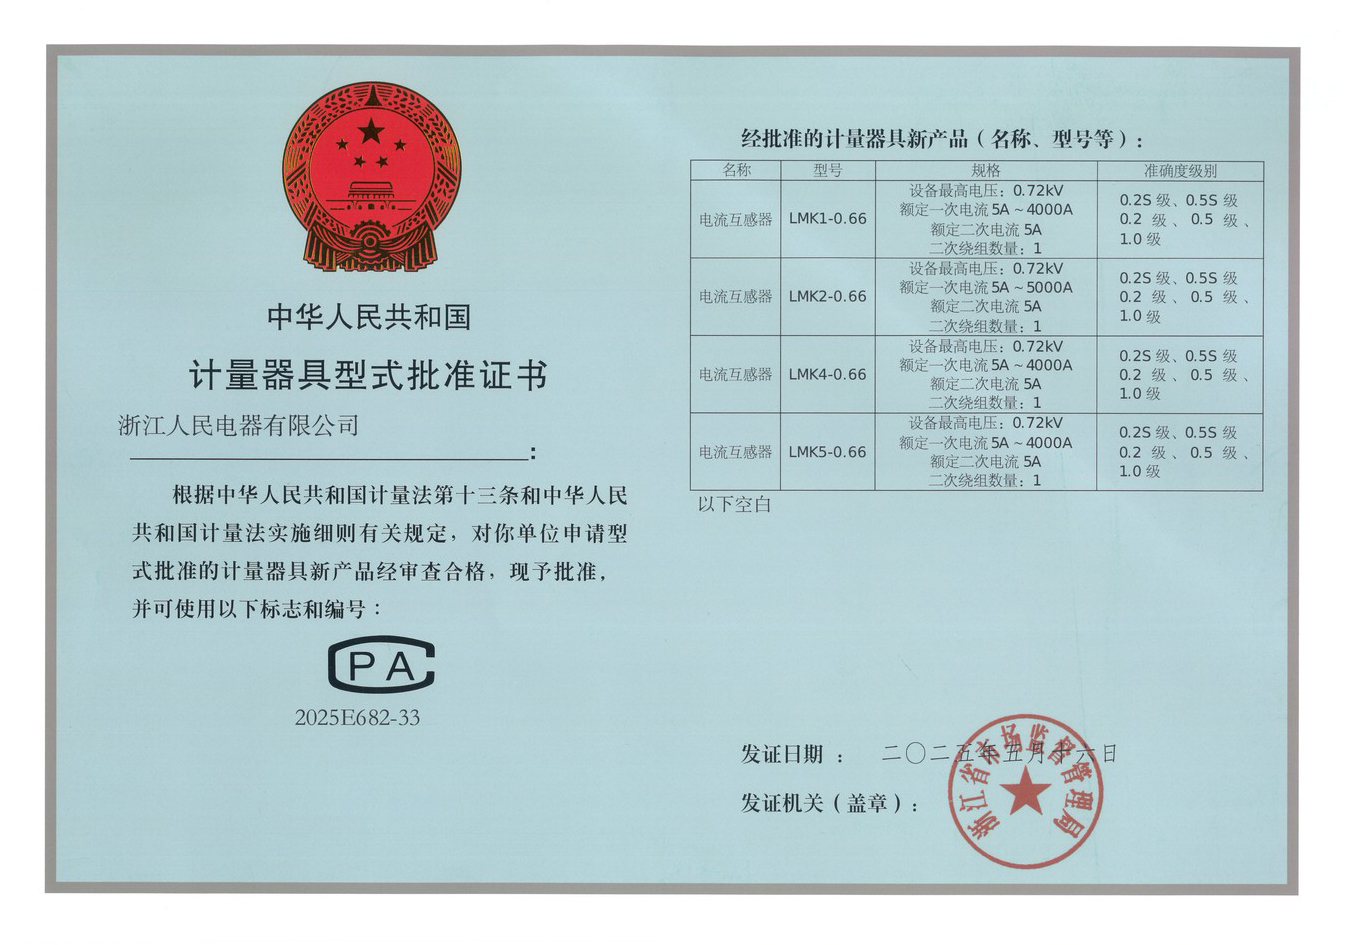 中华人民共和国
计量器具型式批准证书
浙江人民电器有限公司
：
根据中华人民共和国计量法第十三条和中华人民
共和国计量法实施细则有关规定，对你单位申请型
式批准的计量器具新产品经审查合格，现予批准，
并可使用以下标志和编号：
CPA
2025E682-33
经批准的计量器具新产品（名称、型号等）：
名称 型号 规格 准确度级别
电流互感器 LMK1-0.66
设备最高电压：0.72kV
额定一次电流 5A～4000A
额定二次电流 5A
二次绕组数量：1
0.2S 级、0.5S 级
0.2 级、0.5 级、
1.0 级
电流互感器 LMK2-0.66
设备最高电压：0.72kV
额定一次电流 5A～5000A
额定二次电流 5A
二次绕组数量：1
0.2S 级、0.5S 级
0.2 级、0.5 级、
1.0 级
电流互感器 LMK4-0.66
设备最高电压：0.72kV
额定一次电流 5A～4000A
额定二次电流 5A
二次绕组数量：1
0.2S 级、0.5S 级
0.2 级、0.5 级、
1.0 级
电流互感器 LMK5-0.66
设备最高电压：0.72kV
额定一次电流 5A～4000A
额定二次电流 5A
二次绕组数量：1
0.2S 级、0.5S 级
0.2 级、0.5 级、
1.0 级
以下空白
发证日期 ： 二〇二五年五月十六日
发证机关（盖章）：
浙江省市场监督管理局